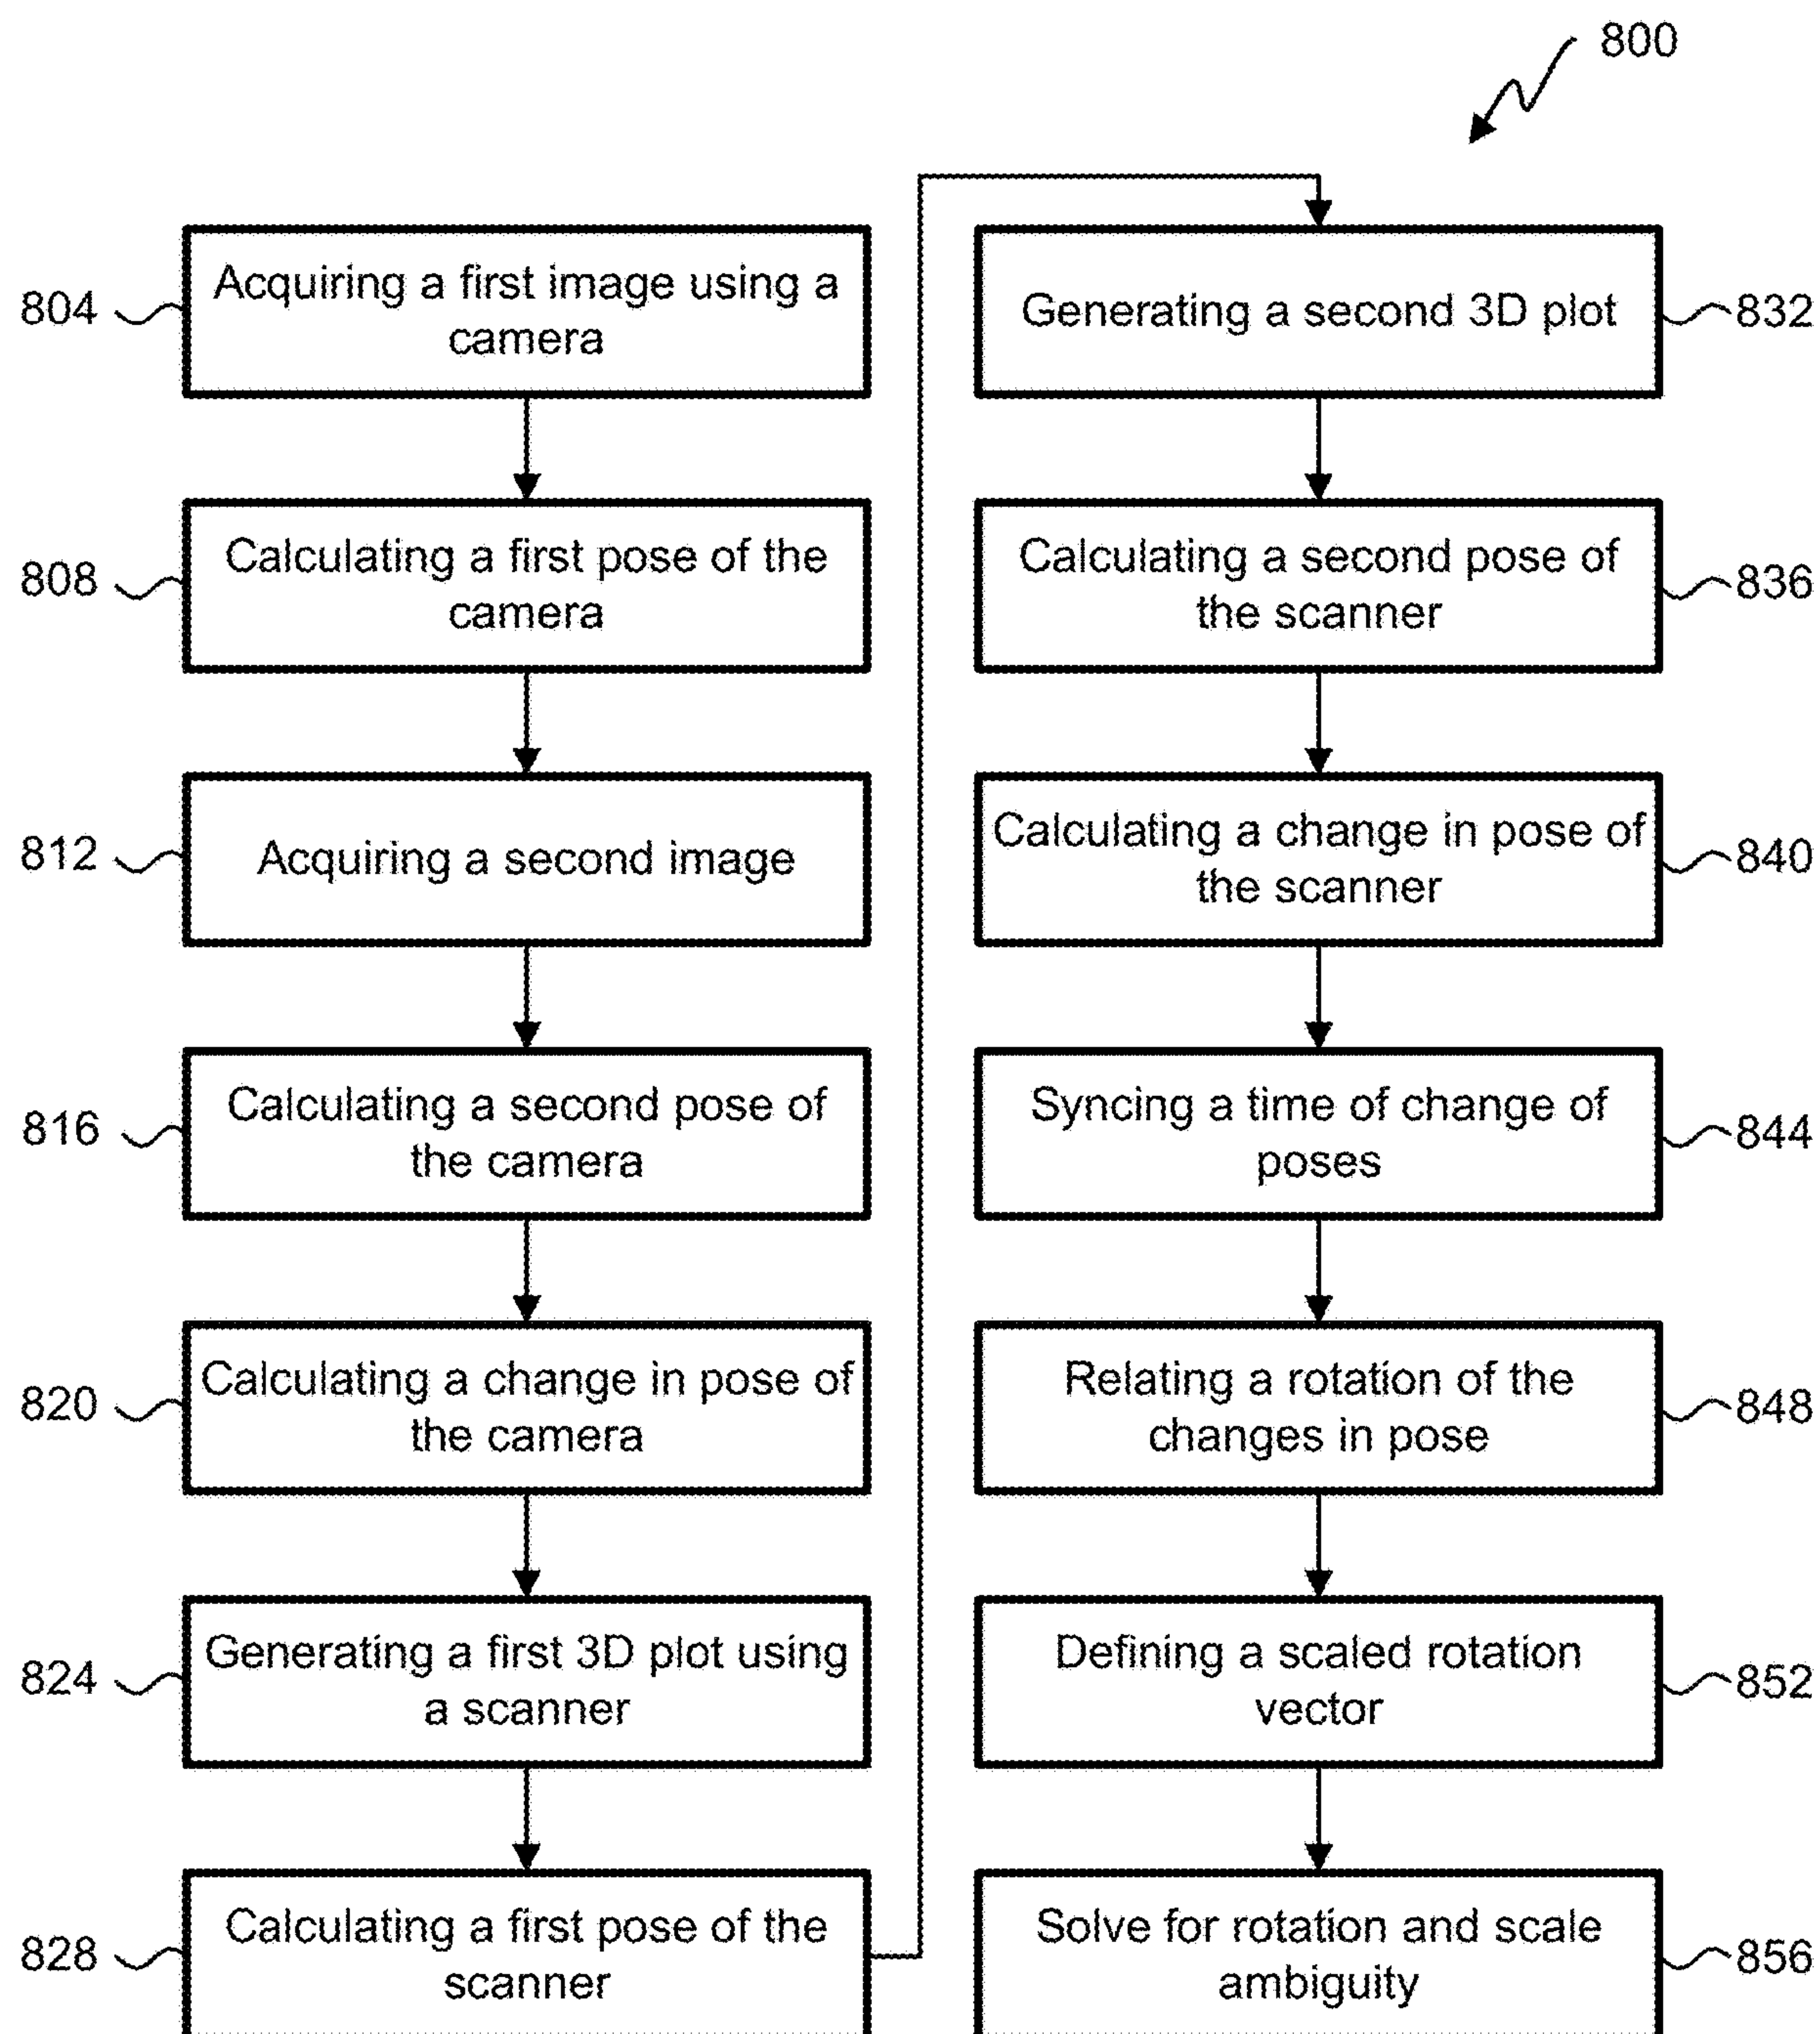 800
804
Acquiring a first image using a
camera
808
Calculating a first pose of the
camera
812
Acquiring a second image
816
Calculating a second pose of
the camera
820
Calculating a change in pose of
the camera
824
Generating a first 3D plot using
a scanner
828
Calculating a first pose of the
scanner
Generating a second 3D plot
832
Calculating a second pose of
the scanner
836
Calculating a change in pose of
the scanner
840
Syncing a time of change of
poses
844
Relating a rotation of the
changes in pose
848
Defining a scaled rotation
vector
852
Solve for rotation and scale
ambiguity
856